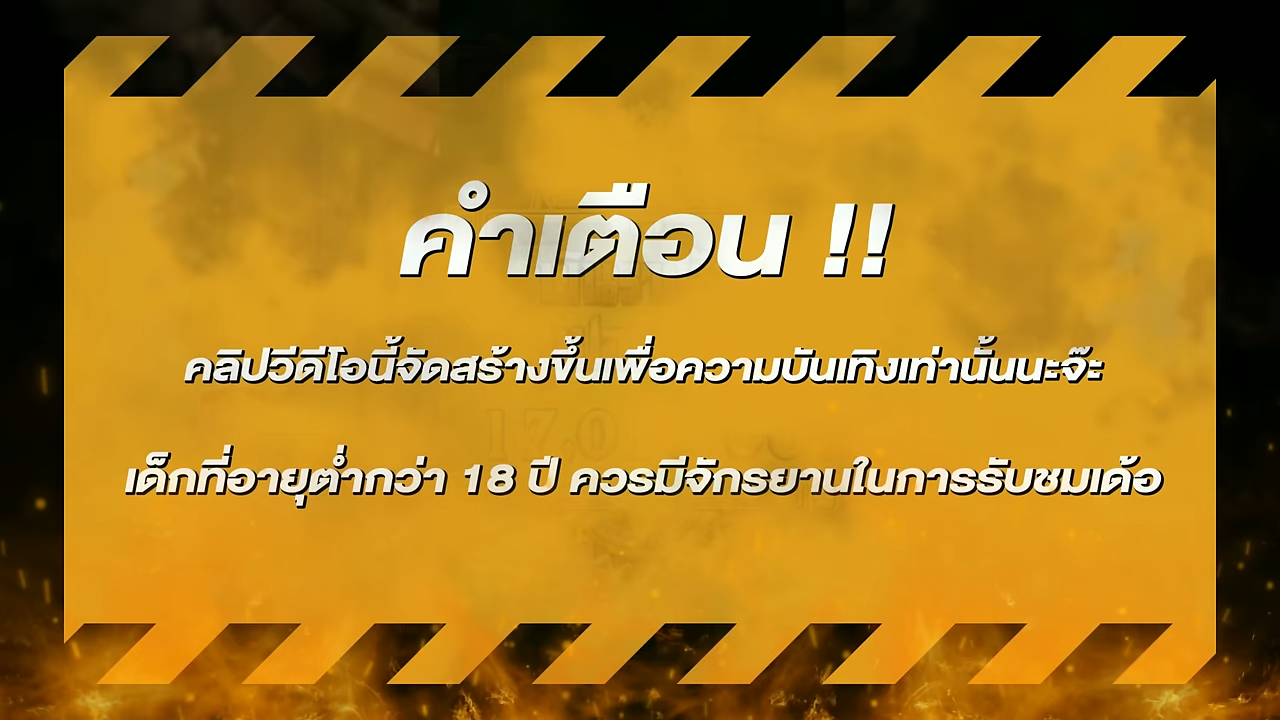 คำเตือน !!
คลิปวีดีโอนี้จัดสร้างขึ้นเพื่อความบันเทิงเท่านั้นนะจ๊ะ
เด็กที่อายุต่ำกว่า 18 ปี ควรมีจักรยานในการรับชมเด้อ